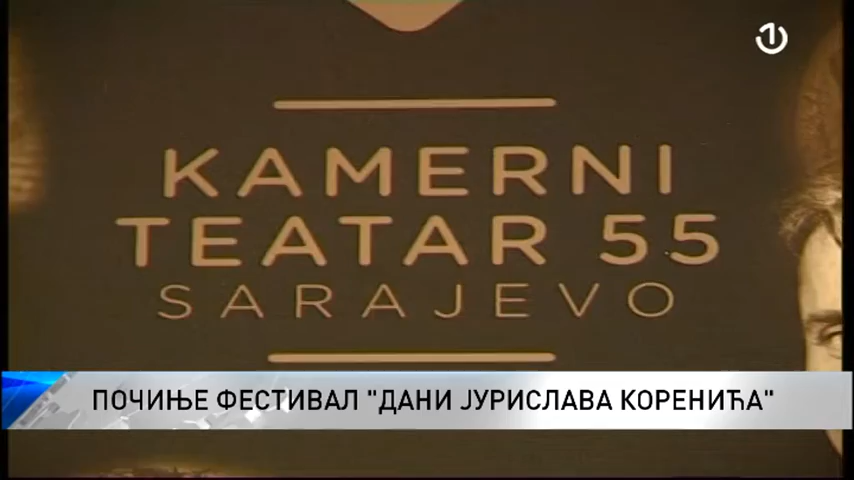 KAMERNI
TEATAR 55
SARAJEVO
ПОЧИЊЕ ФЕСТИВАЛ "ДАНИ ЈУРИСЛАВА КОРЕНИЋА"